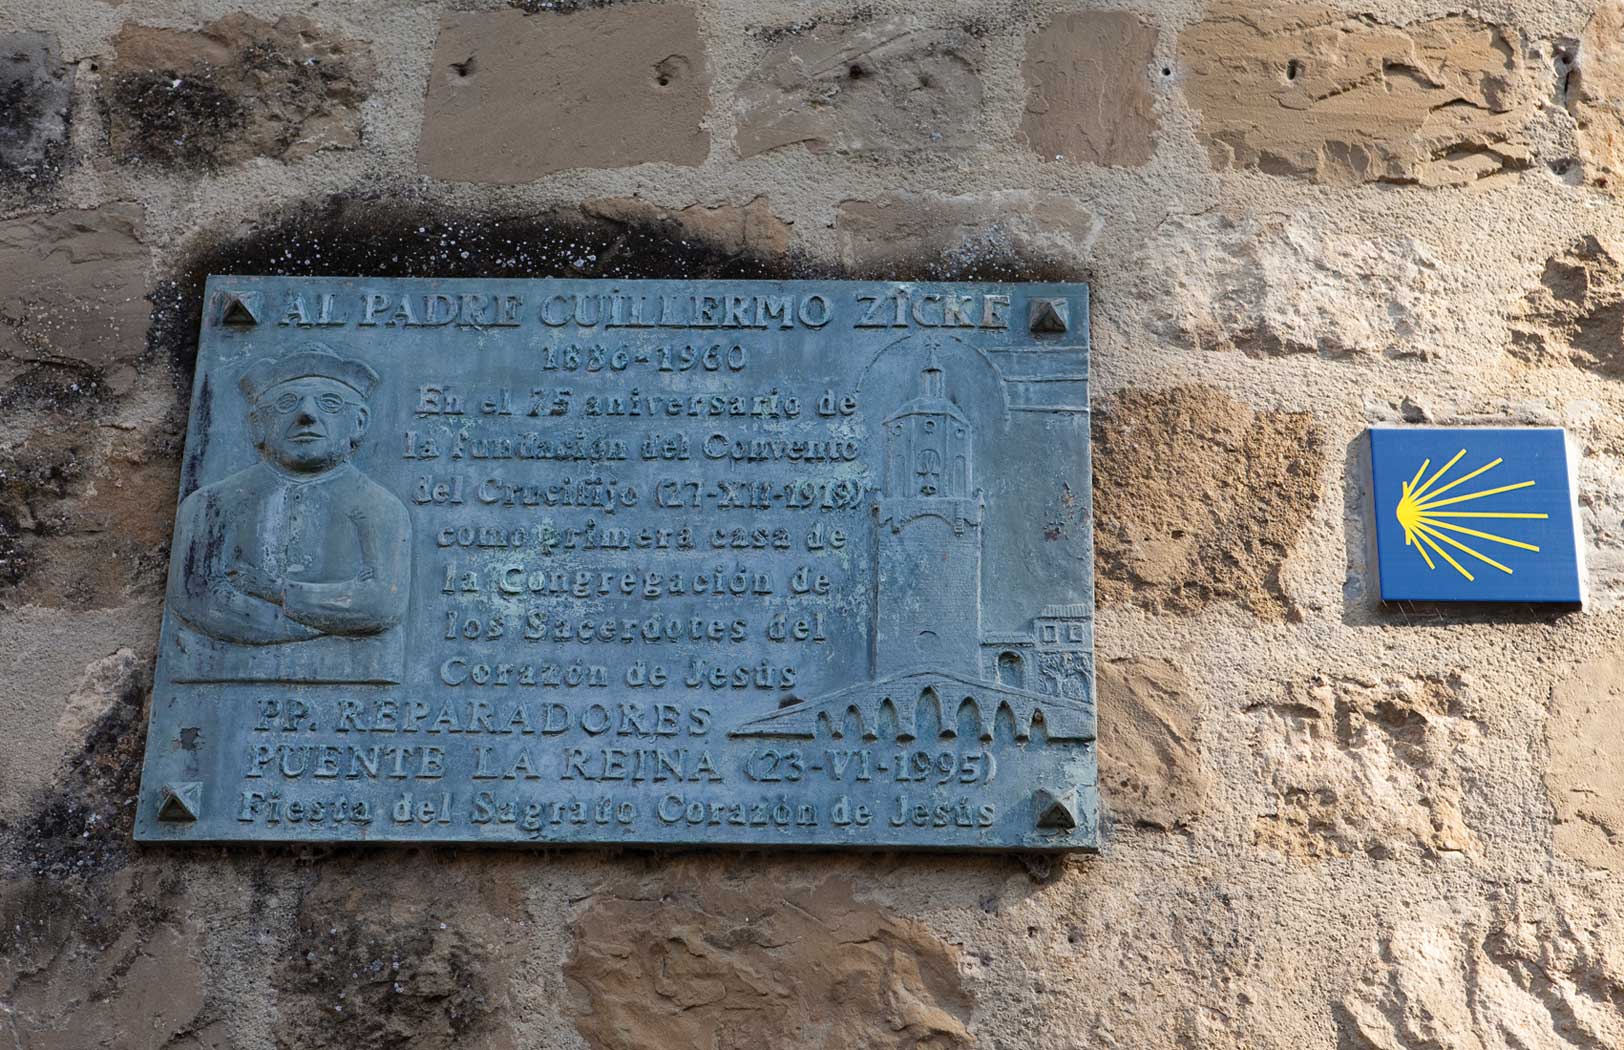 AL PADRE GUILLERMO ZICKE
1886-1960
En el 75 aniversario de
la Fundación del Convento
del Crucifijo (27-XII-1919)
como primera casa de
la Congregación de
los Sacerdotes del
Corazón de Jesús
PP. REPARADORES
PUENTE LA REINA (23-VI-1995)
Fiesta del Sagrado Corazón de Jesús